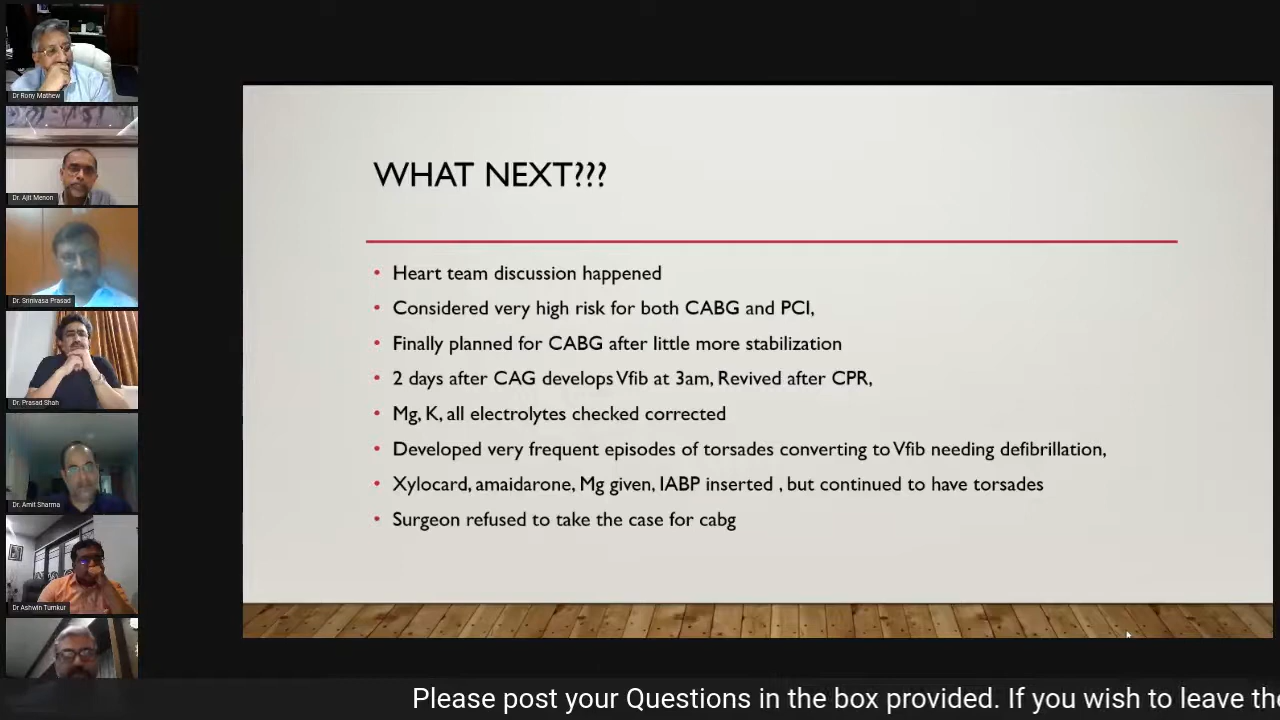 Dr Rony Mathew
Dr. Ajit Menon
Dr. Srinivasa Prasad
Dr. Prasad Shah
Dr. Amit Sharma
Dr Ashwin Tumkur
WHAT NEXT???
• Heart team discussion happened
• Considered very high risk for both CABG and PCI,
• Finally planned for CABG after little more stabilization
• 2 days after CAG develops Vfib at 3am, Revived after CPR,
• Mg, K, all electrolytes checked corrected
• Developed very frequent episodes of torsades converting to Vfib needing defibrillation,
• Xylocard, amaidarone, Mg given, IABP inserted , but continued to have torsades
• Surgeon refused to take the case for cabg
Please post your Questions in the box provided. If you wish to leave the